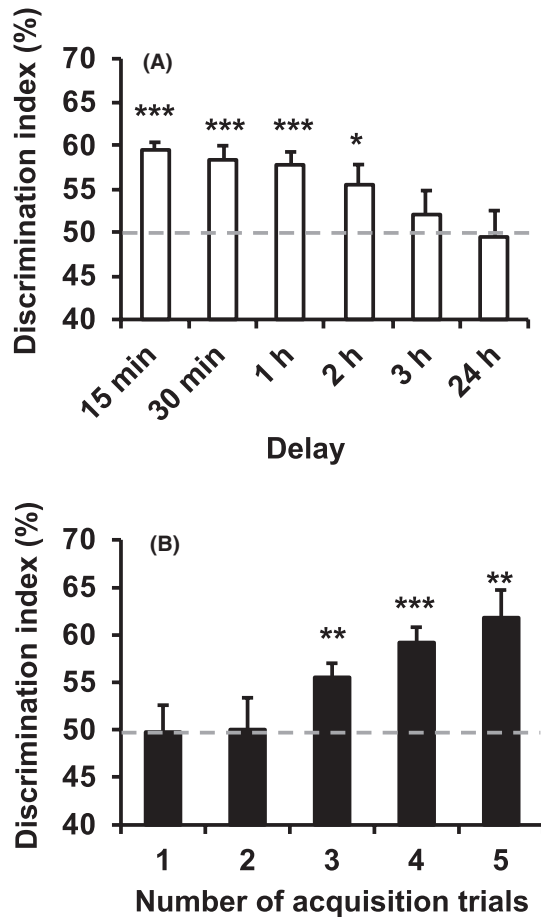 Discrimination index (%)
(A)
70
65
60
55
50
45
40
***
***
***
*
15 min
30 min
1 h
2 h
3 h
24 h
Delay
Discrimination index (%)
(B)
70
65
60
55
50
45
40
**
***
**
1 2 3 4 5
Number of acquisition trials